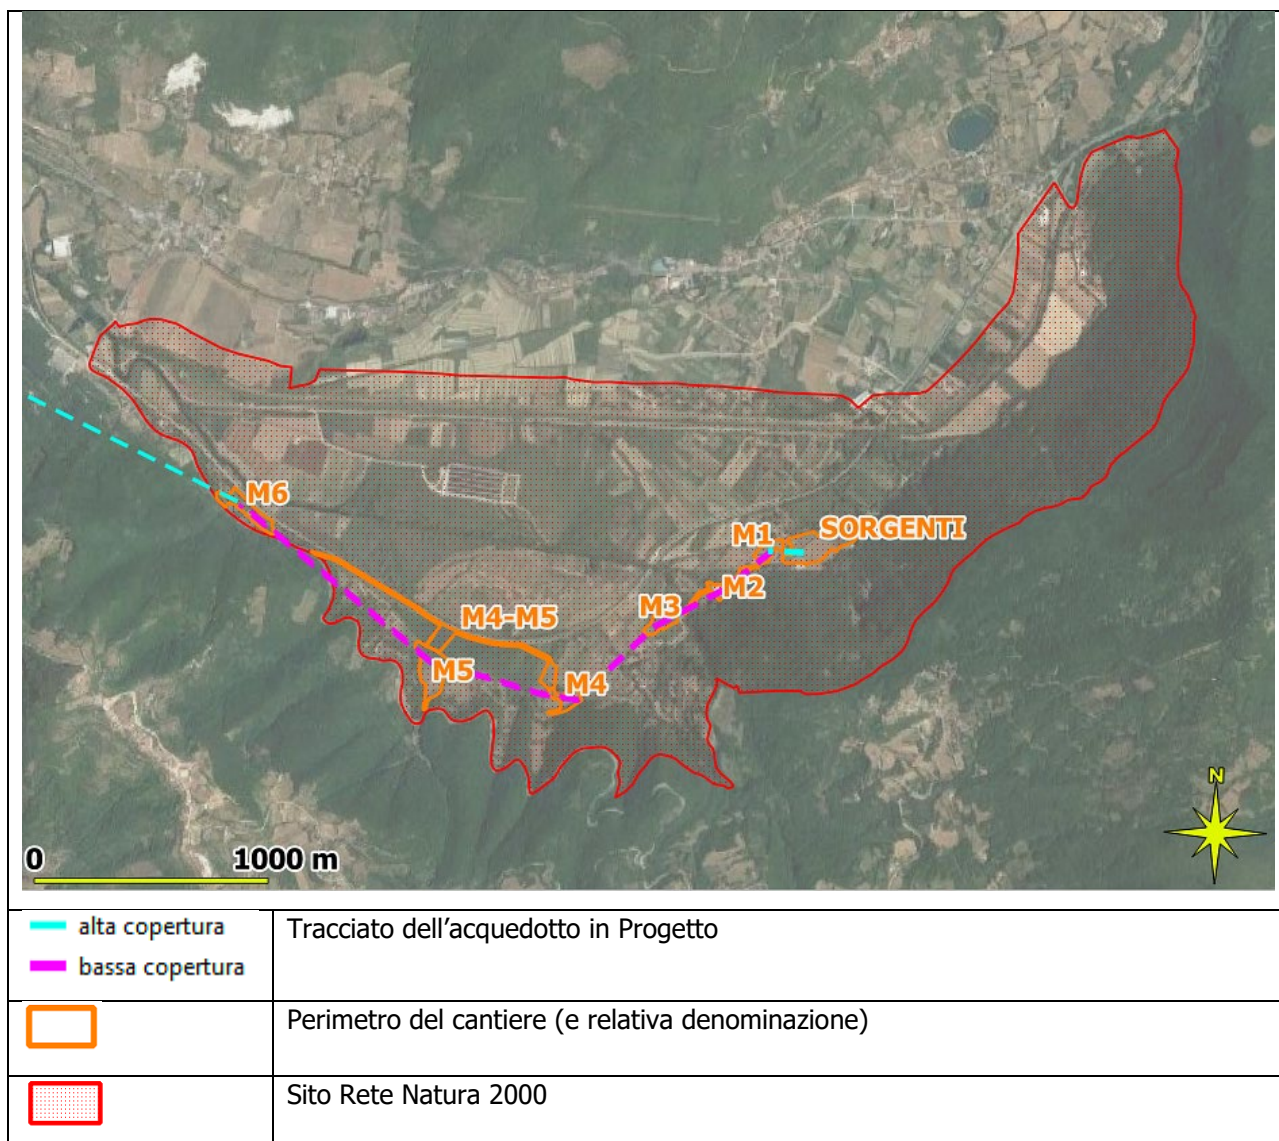 M6
M1
SORGENTI
M2
M3
M4-M5
M5
M4
N
0 1000 m
alta copertura
bassa copertura
Tracciato dell’acquedotto in Progetto
Perimetro del cantiere (e relativa denominazione)
Sito Rete Natura 2000